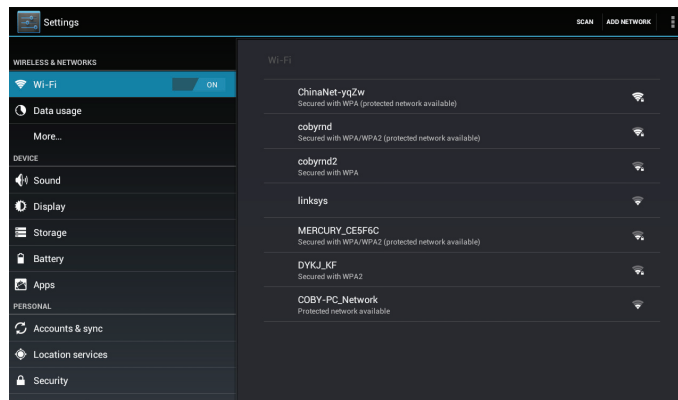 Settings
SCAN ADD NETWORK
WIRELESS & NETWORKS
Wi-Fi ON
Data usage
More...
DEVICE
Sound
Display
Storage
Battery
Apps
PERSONAL
Accounts & sync
Location services
Security
Wi-Fi
ChinaNet-yqZw
Secured with WPA (protected network available)
cobyrnd
Secured with WPA/WPA2 (protected network available)
cobyrnd2
Secured with WPA
linksys
MERCURY_CE5F6C
Secured with WPA/WPA2 (protected network available)
DYKJ_KF
Secured with WPA2
COBY-PC_Network
Protected network available